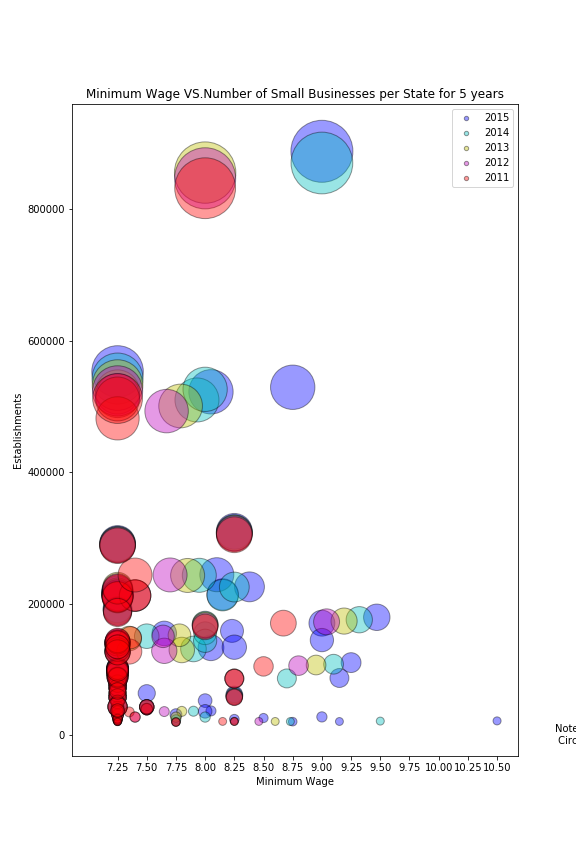 Minimum Wage VS.Number of Small Businesses per State for 5 years
2015
2014
2013
2012
2011
800000
600000
400000
200000
0
Establishments
7.25 7.50 7.75 8.00 8.25 8.50 8.75 9.00 9.25 9.50 9.75 10.00 10.25 10.50
Minimum Wage
Note
Circ